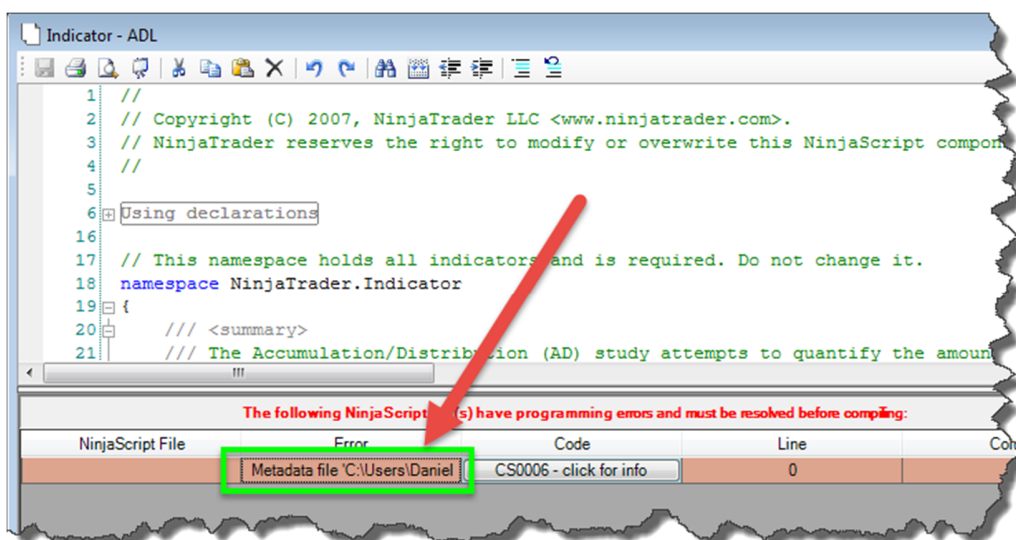 Indicator - ADL
1 //
2 // Copyright (C) 2007, NinjaTrader LLC <www.ninjatrader.com>.
3 // NinjaTrader reserves the right to modify or overwrite this NinjaScript compon
4 //
5
6 Using declarations
16
17 // This namespace holds all indicators and is required. Do not change it.
18 namespace NinjaTrader.Indicator
19 {
20 /// <summary>
21 /// The Accumulation/Distribution (AD) study attempts to quantify the amoun
The following NinjaScript (s) have programming errors and must be resolved before compiling:
NinjaScript File Error Code Line Con
Metadata file 'C:\Users\Daniel CS0006 - click for info 0